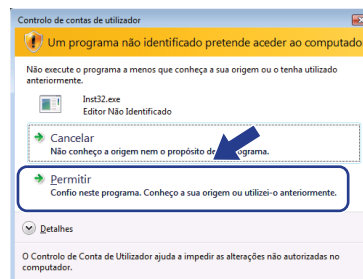 Controlo de contas de utilizador
Um programa não identificado pretende aceder ao computado
Não execute o programa a menos que conheça a sua origem ou o tenha utilizado
anteriormente.
Inst32.exe
Editor Não Identificado
Cancelar
Não conheço a origem nem o propósito de programa.
Permitir
Confio neste programa. Conheço a sua origem ou utilizei-o anteriormente.
Detalhes
O Controlo de Conta de Utilizador ajuda a impedir as alterações não autorizadas no
computador.